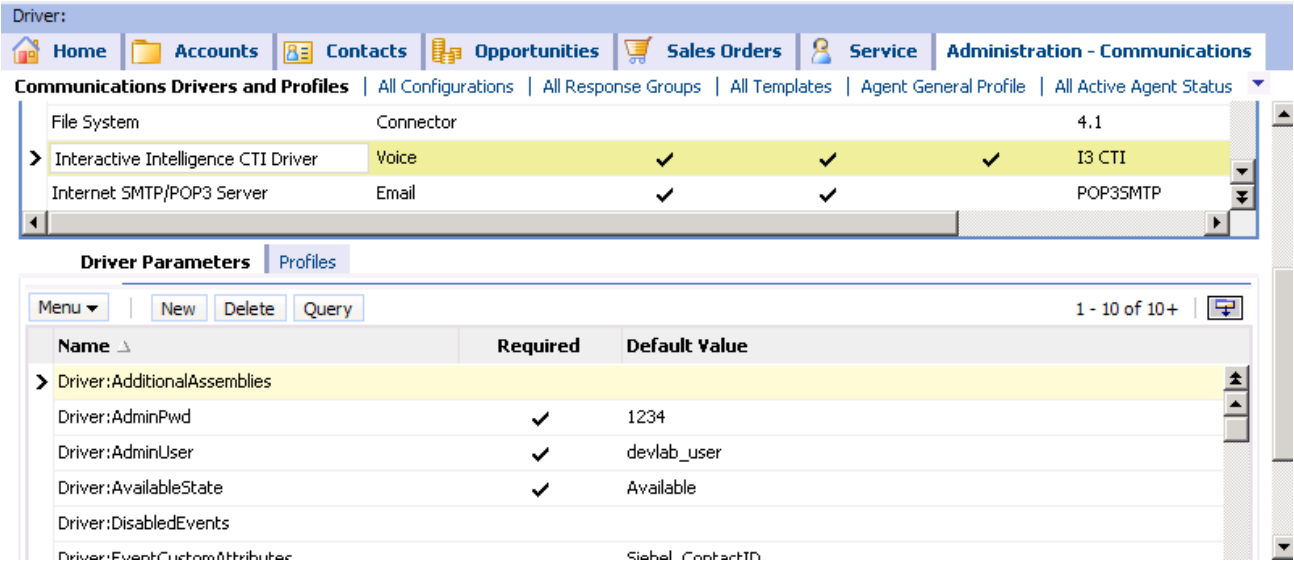 Driver:
Home Accounts Contacts Opportunities Sales Orders Service Administration - Communications
Communications Drivers and Profiles | All Configurations | All Response Groups | All Templates | Agent General Profile | All Active Agent Status
File System Connector 4.1
Interactive Intelligence CTI Driver Voice ✓ ✓ ✓ I3 CTI
Internet SMTP/POP3 Server Email ✓ ✓ POP3SMTP
Driver Parameters Profiles
Menu New Delete Query 1 - 10 of 10+
Name Required Default Value
Driver:AdditionalAssemblies
Driver:AdminPwd ✓ 1234
Driver:AdminUser ✓ devlab_user
Driver:AvailableState ✓ Available
Driver:DisabledEvents
Driver:EventCustomAttributes Siebel_ContactID